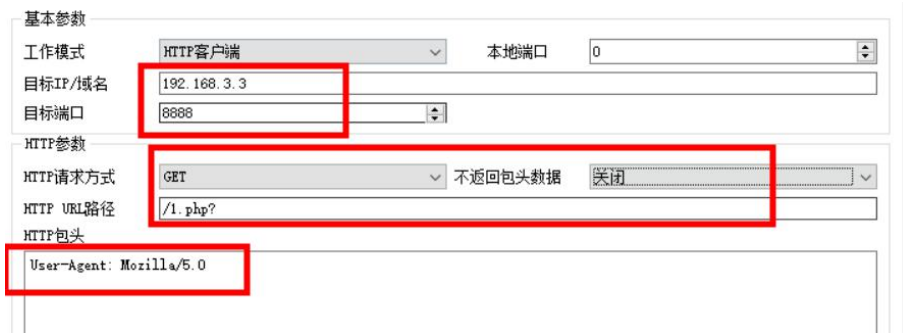 基本参数
工作模式 HTTP客户端 本地端口 0
目标IP/域名 192.168.3.3
目标端口 8888
HTTP参数
HTTP请求方式 GET 不返回包头数据 关闭
HTTP URL路径 /1.php?
HTTP包头
User-Agent: Mozilla/5.0